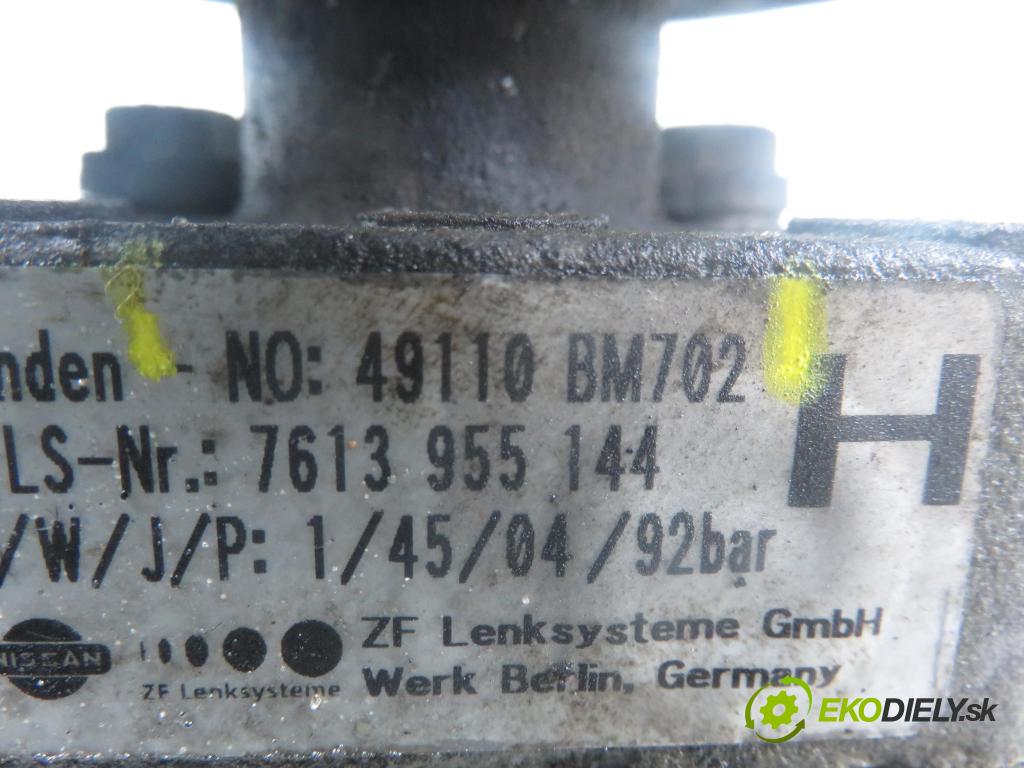 nden - NO: 49110 BM702
H
LS-Nr.: 7613 955 144
/W/J/P: 1/45/04/92bar
NISSAN
ZF Lenksysteme
ZF Lenksysteme GmbH
Werk Berlin, Germany
EKODIELY.sk